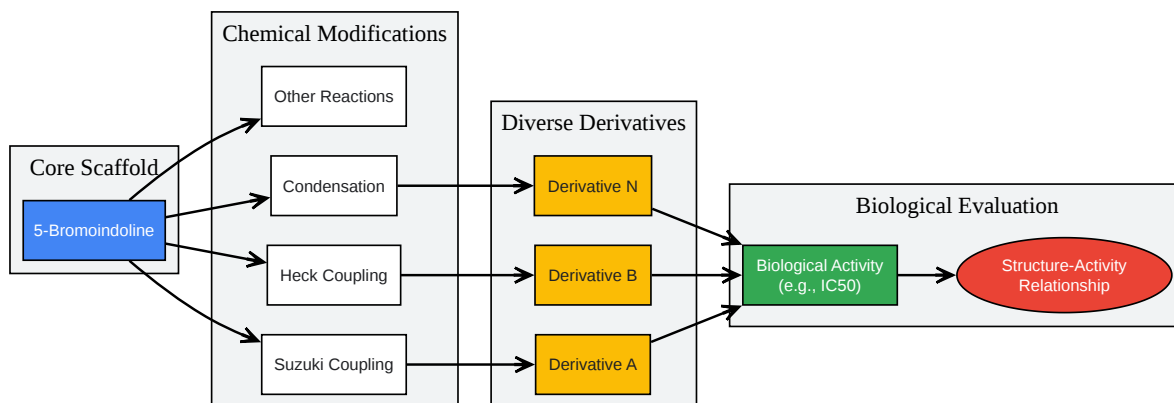 Core Scaffold
5-Bromoindoline
Chemical Modifications
Other Reactions
Condensation
Heck Coupling
Suzuki Coupling
Diverse Derivatives
Derivative N
Derivative B
Derivative A
Biological Evaluation
Biological Activity
(e.g., IC50)
Structure-Activity
Relationship